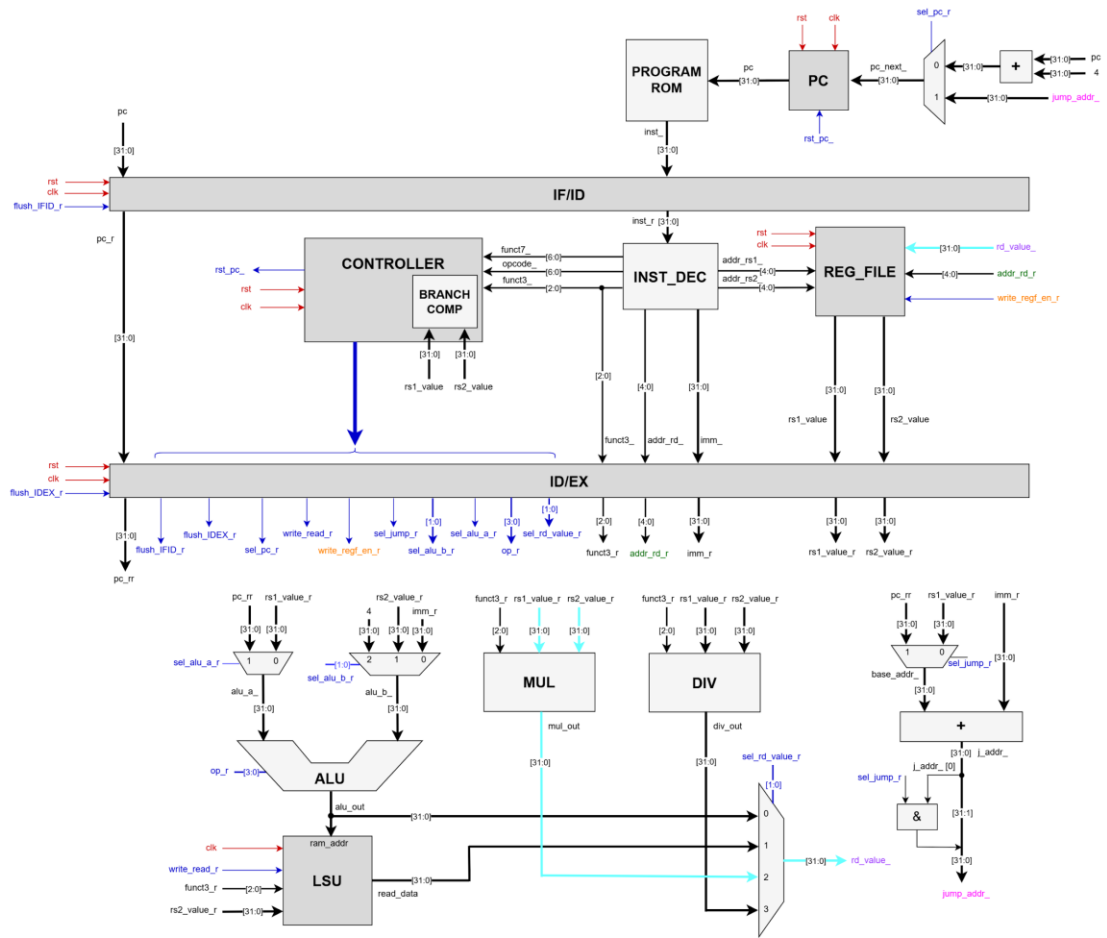 sel_pc_r
rst
clk
PROGRAM
ROM
pc
[31:0]
PC
pc_next_
[31:0]
0
1
[31:0]
+
[31:0]
pc
[31:0]
4
[31:0]
jump_addr_
rst_pc_
inst_
[31:0]
pc
[31:0]
rst
clk
flush_IFID_r
IF/ID
pc_r
[31:0]
inst_r
[31:0]
CONTROLLER
BRANCH
COMP
rst_pc_
rst
clk
[31:0]
[31:0]
rs1_value
rs2_value
funct7_
[6:0]
opcode_
[6:0]
funct3_
[2:0]
INST_DEC
addr_rs1_
[4:0]
addr_rs2_
[4:0]
rst
clk
REG_FILE
[31:0]
rd_value_
[4:0]
addr_rd_r
write_regf_en_r
[2:0]
[4:0]
[31:0]
[31:0]
[31:0]
funct3_
addr_rd_
imm_
rs1_value
rs2_value
rst
clk
flush_IDEX_r
ID/EX
[31:0]
pc_rr
flush_IFID_r
flush_IDEX_r
sel_pc_r
write_read_r
write_regf_en_r
sel_jump_r
[1:0]
sel_alu_b_r
sel_alu_a_r
[3:0]
op_r
[1:0]
sel_rd_value_r
[2:0]
funct3_r
[4:0]
addr_rd_r
[31:0]
imm_r
[31:0]
rs1_value_r
[31:0]
rs2_value_r
pc_rr
rs1_value_r
[31:0]
[31:0]
sel_alu_a_r
1
0
alu_a_
[31:0]
4
rs2_value_r
imm_r
[31:0]
[31:0]
[31:0]
[1:0]
sel_alu_b_r
2
1
0
alu_b_
[31:0]
op_r
[3:0]
ALU
alu_out
[31:0]
ram_addr
LSU
clk
write_read_r
funct3_r
[2:0]
rs2_value_r
[31:0]
[31:0]
read_data
funct3_r
rs1_value_r
rs2_value_r
[2:0]
[31:0]
[31:0]
MUL
mul_out
[31:0]
funct3_r
rs1_value_r
rs2_value_r
[2:0]
[31:0]
[31:0]
DIV
div_out
[31:0]
sel_rd_value_r
[1:0]
0
1
2
3
[31:0]
rd_value_
pc_rr
rs1_value_r
imm_r
[31:0]
[31:0]
[31:0]
1
0
sel_jump_r
base_addr_
[31:0]
+
[31:0]
j_addr_
j_addr_ [0]
sel_jump_r
&
[31:1]
[31:0]
jump_addr_